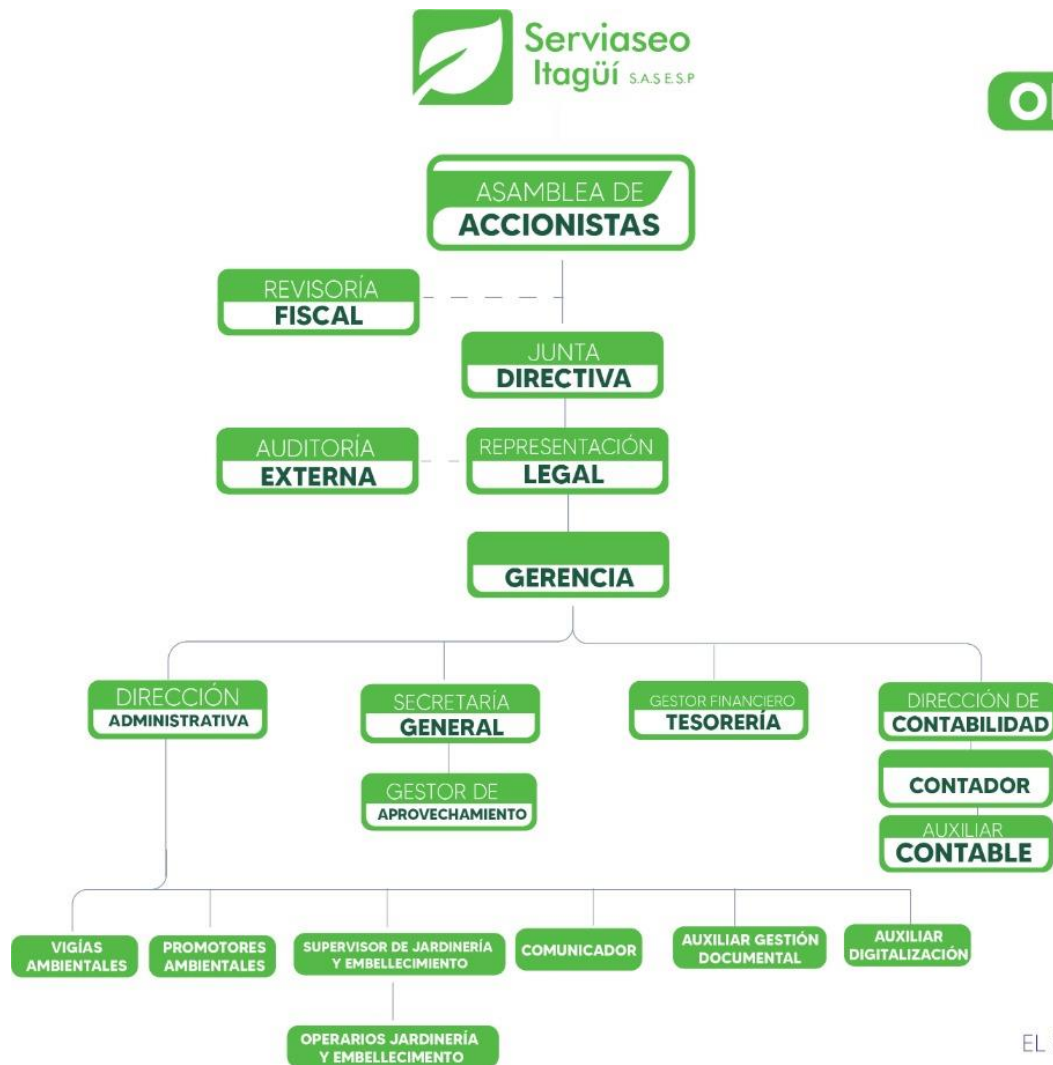 Serviaseo
Itagüí S.A.S E.S.P
ASAMBLEA DE
ACCIONISTAS
REVISORÍA
FISCAL
JUNTA
DIRECTIVA
AUDITORÍA
EXTERNA
REPRESENTACIÓN
LEGAL
GERENCIA
DIRECCIÓN
ADMINISTRATIVA
SECRETARÍA
GENERAL
GESTOR FINANCIERO
TESORERÍA
DIRECCIÓN DE
CONTABILIDAD
GESTOR DE
APROVECHAMIENTO
CONTADOR
AUXILIAR
CONTABLE
VIGÍAS
AMBIENTALES
PROMOTORES
AMBIENTALES
SUPERVISOR DE JARDINERÍA
Y EMBELLECIMIENTO
COMUNICADOR
AUXILIAR GESTIÓN
DOCUMENTAL
AUXILIAR
DIGITALIZACIÓN
OPERARIOS JARDINERÍA
Y EMBELLECIMENTO
EL